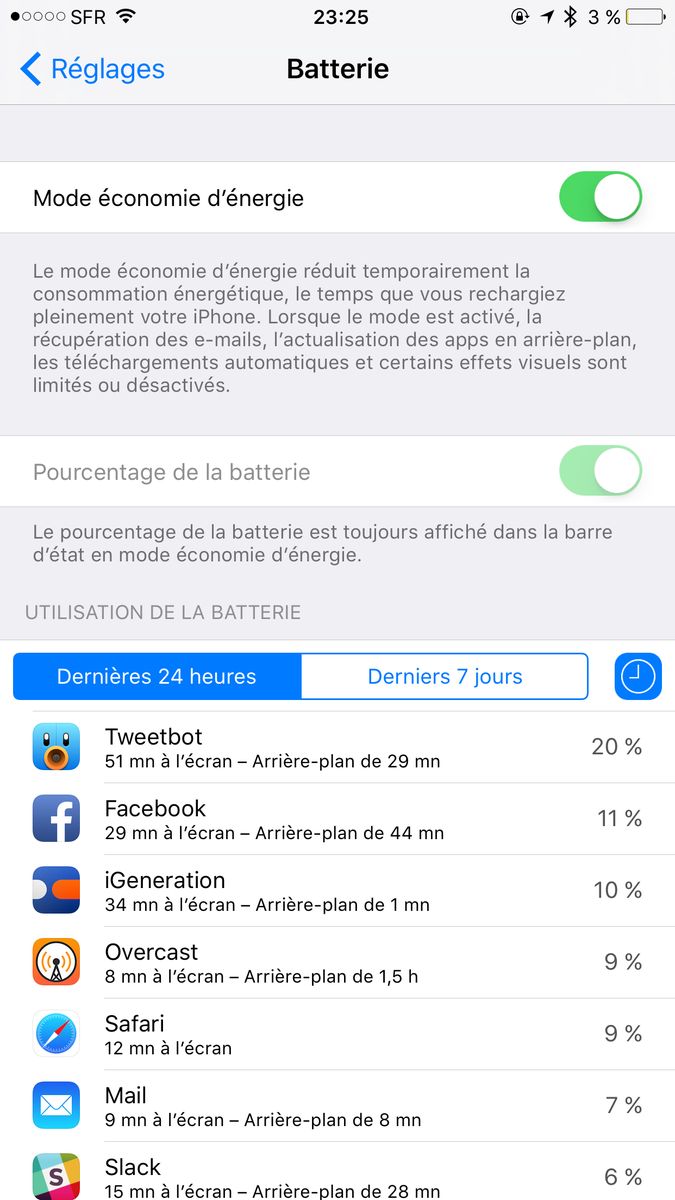 SFR 23:25 3 %
Réglages Batterie
Mode économie d’énergie
Le mode économie d’énergie réduit temporairement la
consommation énergétique, le temps que vous rechargiez
pleinement votre iPhone. Lorsque le mode est activé, la
récupération des e-mails, l’actualisation des apps en arrière-plan,
les téléchargements automatiques et certains effets visuels sont
limités ou désactivés.
Pourcentage de la batterie
Le pourcentage de la batterie est toujours affiché dans la barre
d’état en mode économie d’énergie.
UTILISATION DE LA BATTERIE
Dernières 24 heures Derniers 7 jours
Tweetbot 20 %
51 mn à l’écran – Arrière-plan de 29 mn
Facebook 11 %
29 mn à l’écran – Arrière-plan de 44 mn
iGeneration 10 %
34 mn à l’écran – Arrière-plan de 1 mn
Overcast 9 %
8 mn à l’écran – Arrière-plan de 1,5 h
Safari 9 %
12 mn à l’écran
Mail 7 %
9 mn à l’écran – Arrière-plan de 8 mn
Slack 6 %
15 mn à l’écran – Arrière-plan de 28 mn